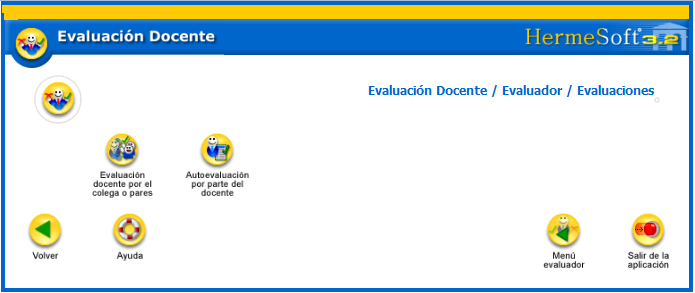 Evaluación Docente
HermeSoft 3.2
Evaluación Docente / Evaluador / Evaluaciones
Evaluación
docente por el
colega o pares
Autoevaluación
por parte del
docente
Volver
Ayuda
Menú
evaluador
Salir de la
aplicación